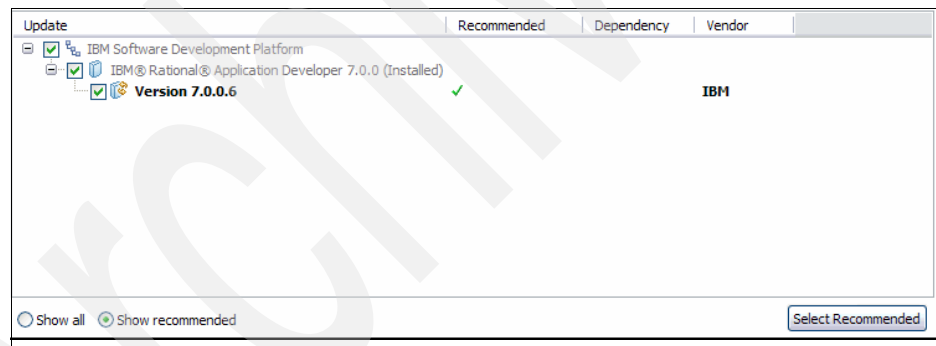 Update Recommended Dependency Vendor
IBM Software Development Platform
IBM® Rational® Application Developer 7.0.0 (Installed)
Version 7.0.0.6 IBM
Show all Show recommended Select Recommended